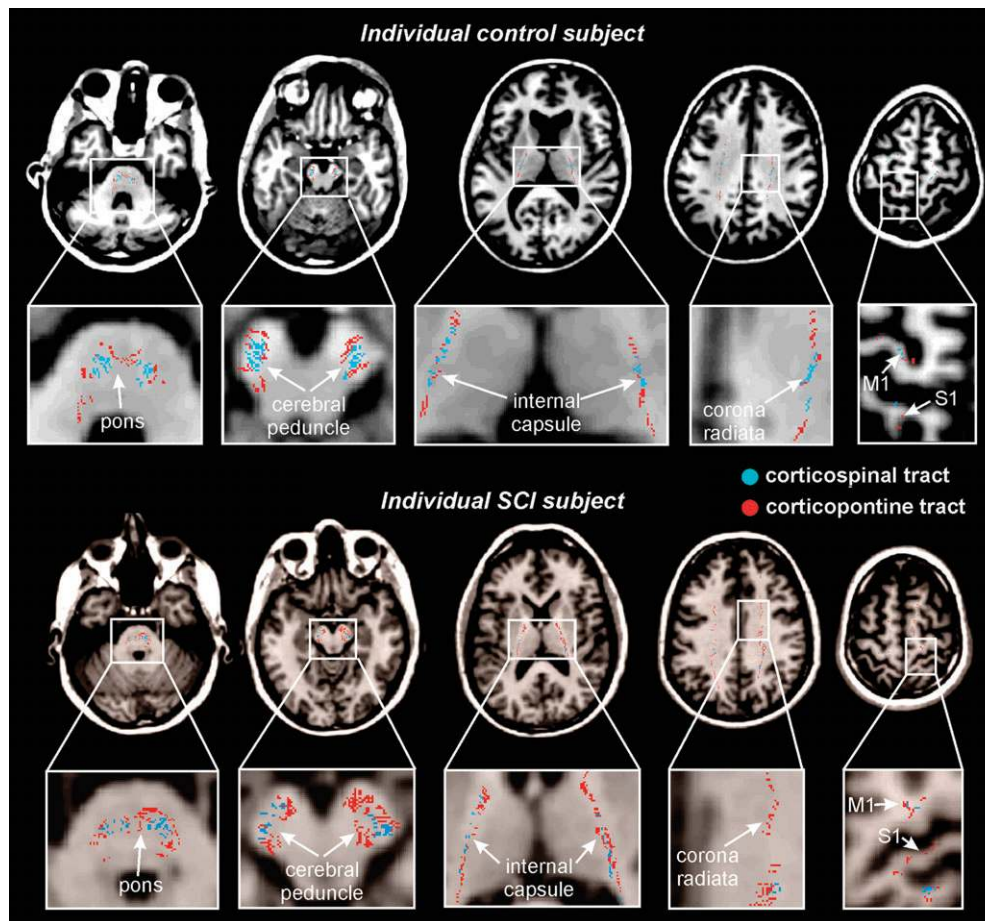 Individual control subject
pons
cerebral
peduncle
internal
capsule
corona
radiata
M1
S1
corticospinal tract
corticopontine tract
Individual SCI subject
pons
cerebral
peduncle
internal
capsule
corona
radiata
M1
S1